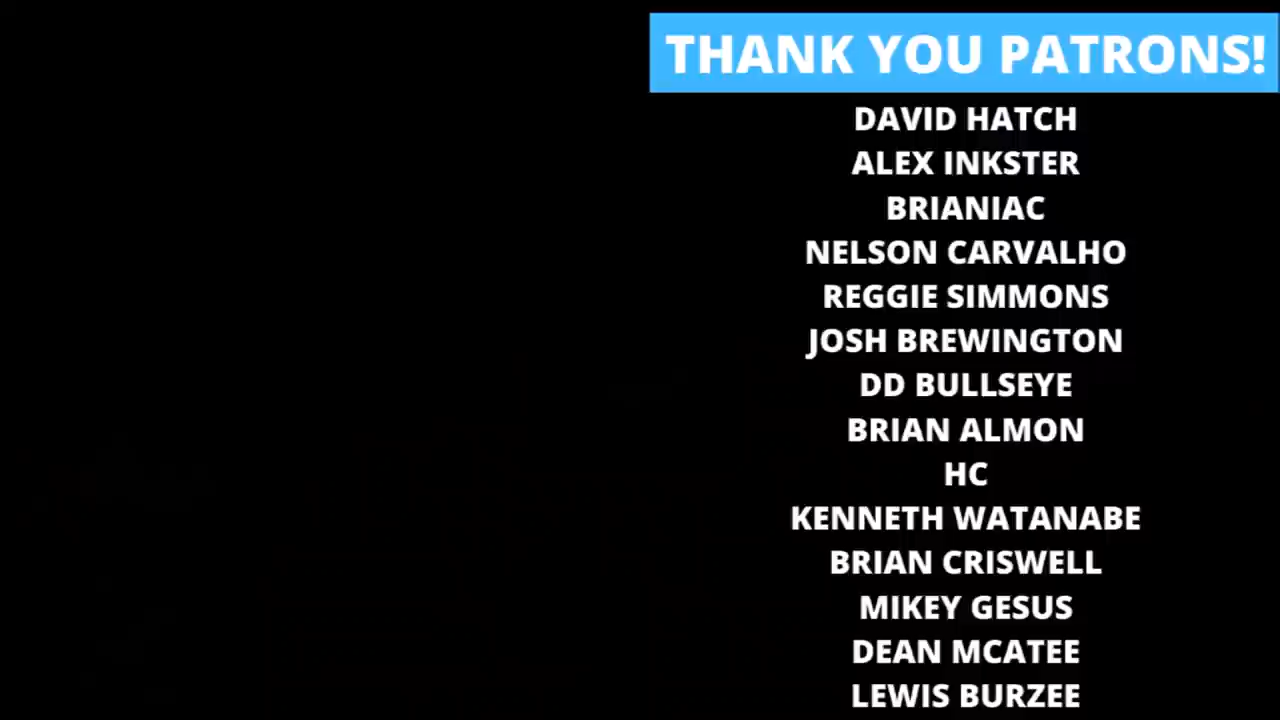 THANK YOU PATRONS!
DAVID HATCH
ALEX INKSTER
BRIANIAC
NELSON CARVALHO
REGGIE SIMMONS
JOSH BREWINGTON
DD BULLSEYE
BRIAN ALMON
HC
KENNETH WATANABE
BRIAN CRISWELL
MIKEY GESUS
DEAN MCATEE
LEWIS BURZEE